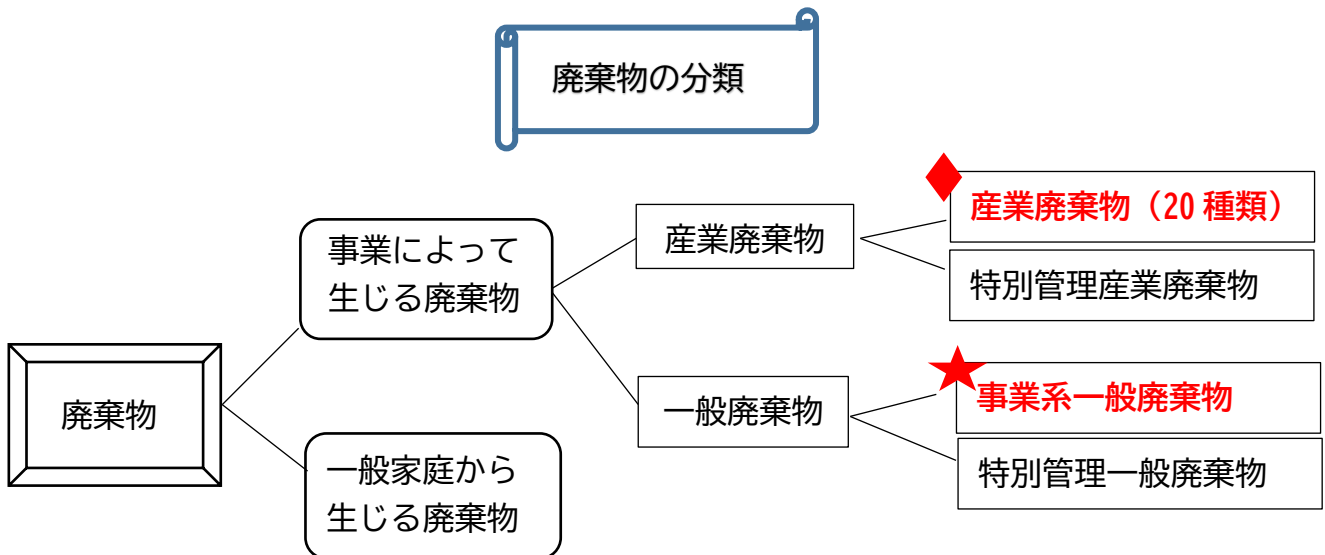 廃棄物の分類
産業廃棄物（20 種類）
事業によって
生じる廃棄物
産業廃棄物
特別管理産業廃棄物
廃棄物
一般廃棄物
事業系一般廃棄物
特別管理一般廃棄物
一般家庭から
生じる廃棄物